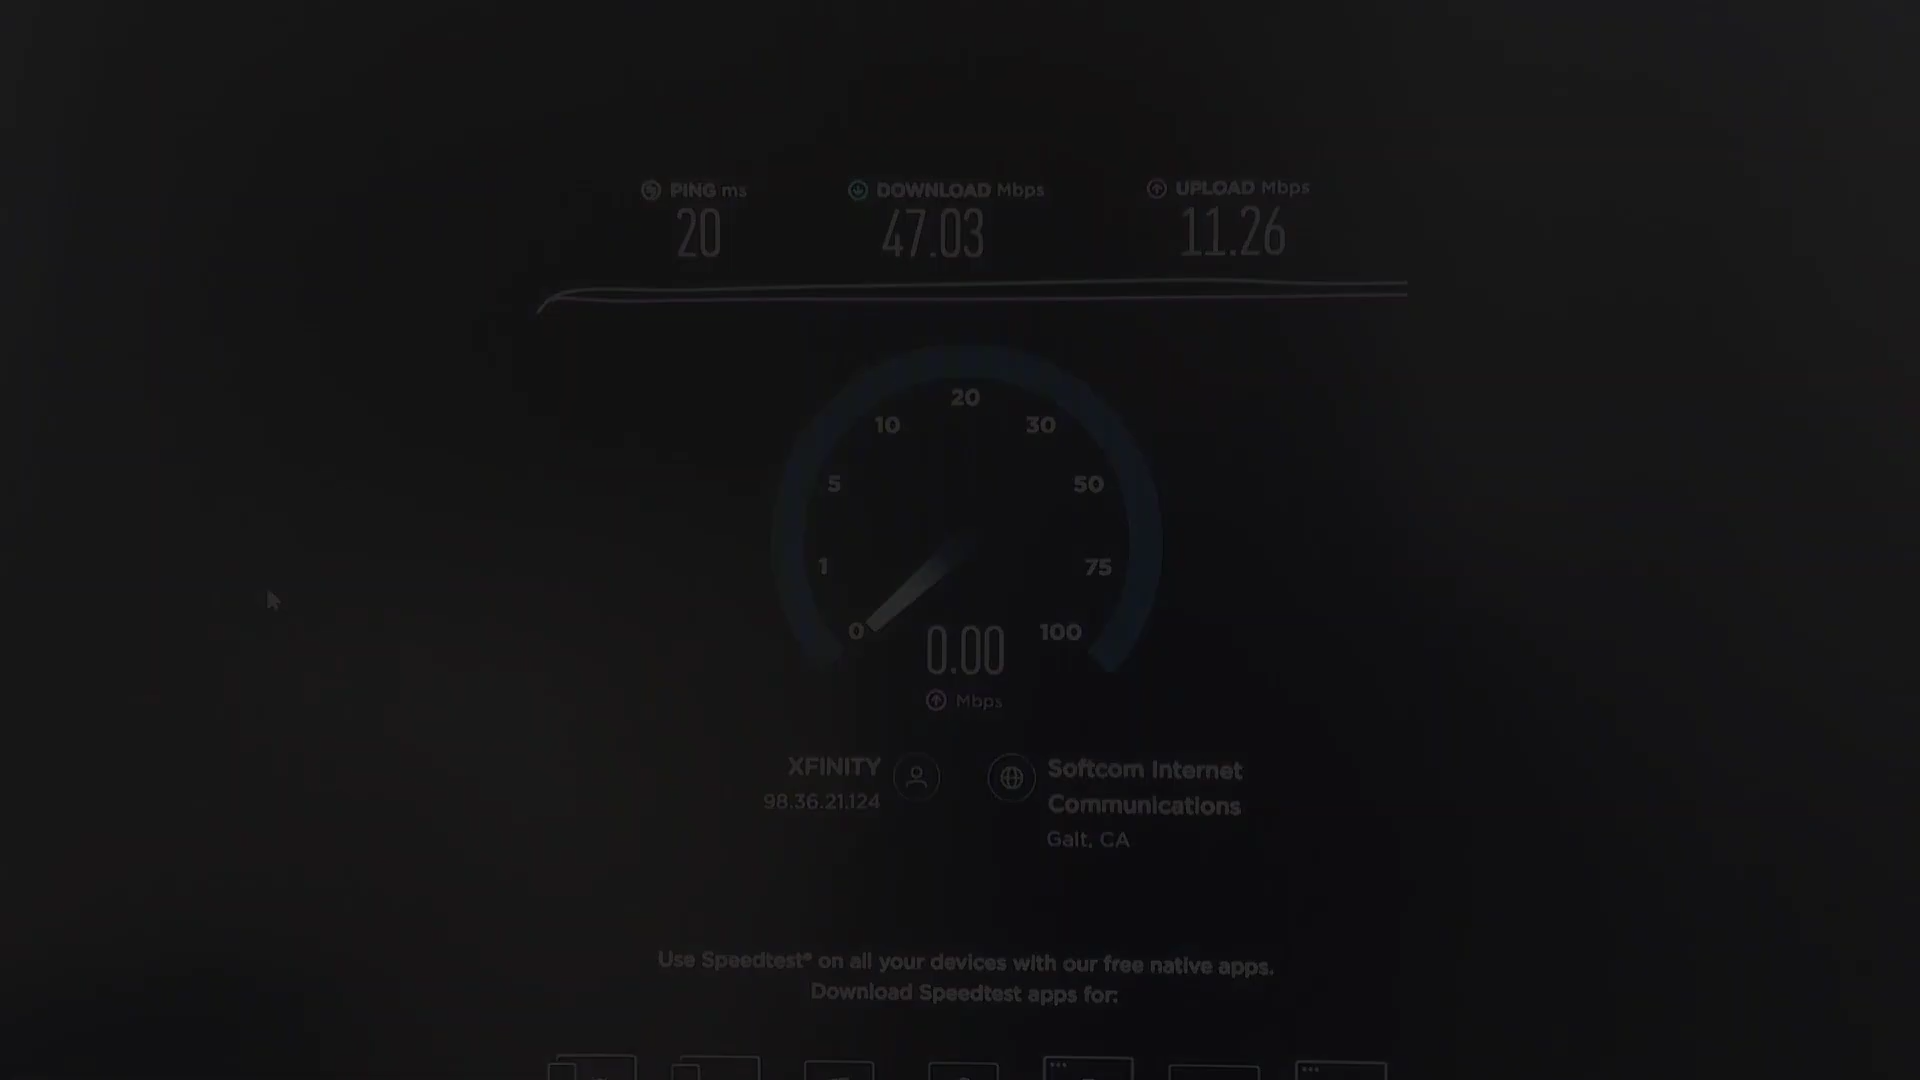 PING ms
20
DOWNLOAD Mbps
47.03
UPLOAD Mbps
11.26
20
10
30
5
50
1
75
0
100
0.00
Mbps
XFINITY
98.36.21.124
Softcom Internet
Communications
Galt, CA
Use Speedtest® on all your devices with our free native apps.
Download Speedtest apps for: